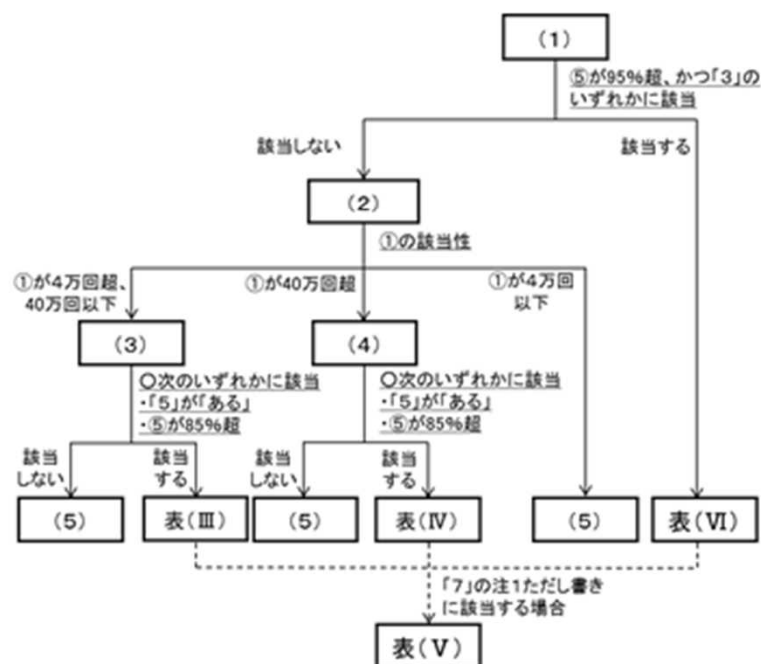 （1）
⑤が95％超、かつ「3」の
いずれかに該当
該当しない
該当する
（2）
①の該当性
①が4万回超、
40万回以下
①が40万回超
①が4万回
以下
（3）
（4）
〇次のいずれかに該当
・「5」が「ある」
・⑤が85％超
〇次のいずれかに該当
・「5」が「ある」
・⑤が85％超
該当
しない
該当
する
該当
しない
該当
する
（5）
表（Ⅲ）
（5）
表（Ⅳ）
（5）
表（Ⅵ）
「7」の注1ただし書き
に該当する場合
表（Ⅴ）